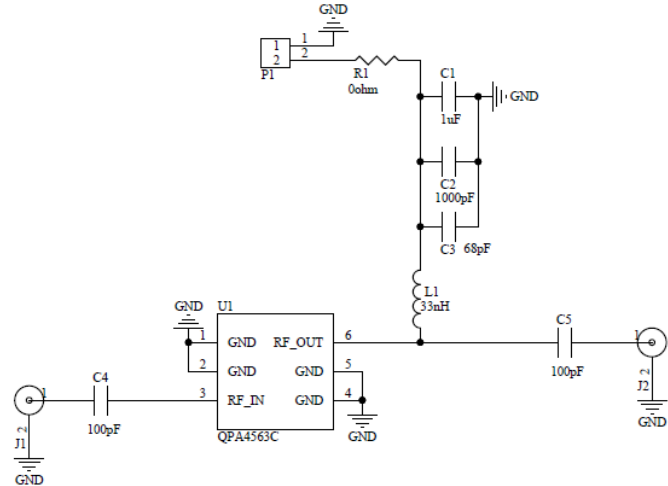 GND
1
1
2
2
P1
R1
0ohm
C1
1uF
GND
C2
1000pF
C3
68pF
L1
33nH
GND
U1
1
GND
RF_OUT
6
2
GND
GND
5
3
RF_IN
GND
4
QPA4563C
GND
C4
100pF
1
2
J1
GND
C5
100pF
1
2
J2
GND